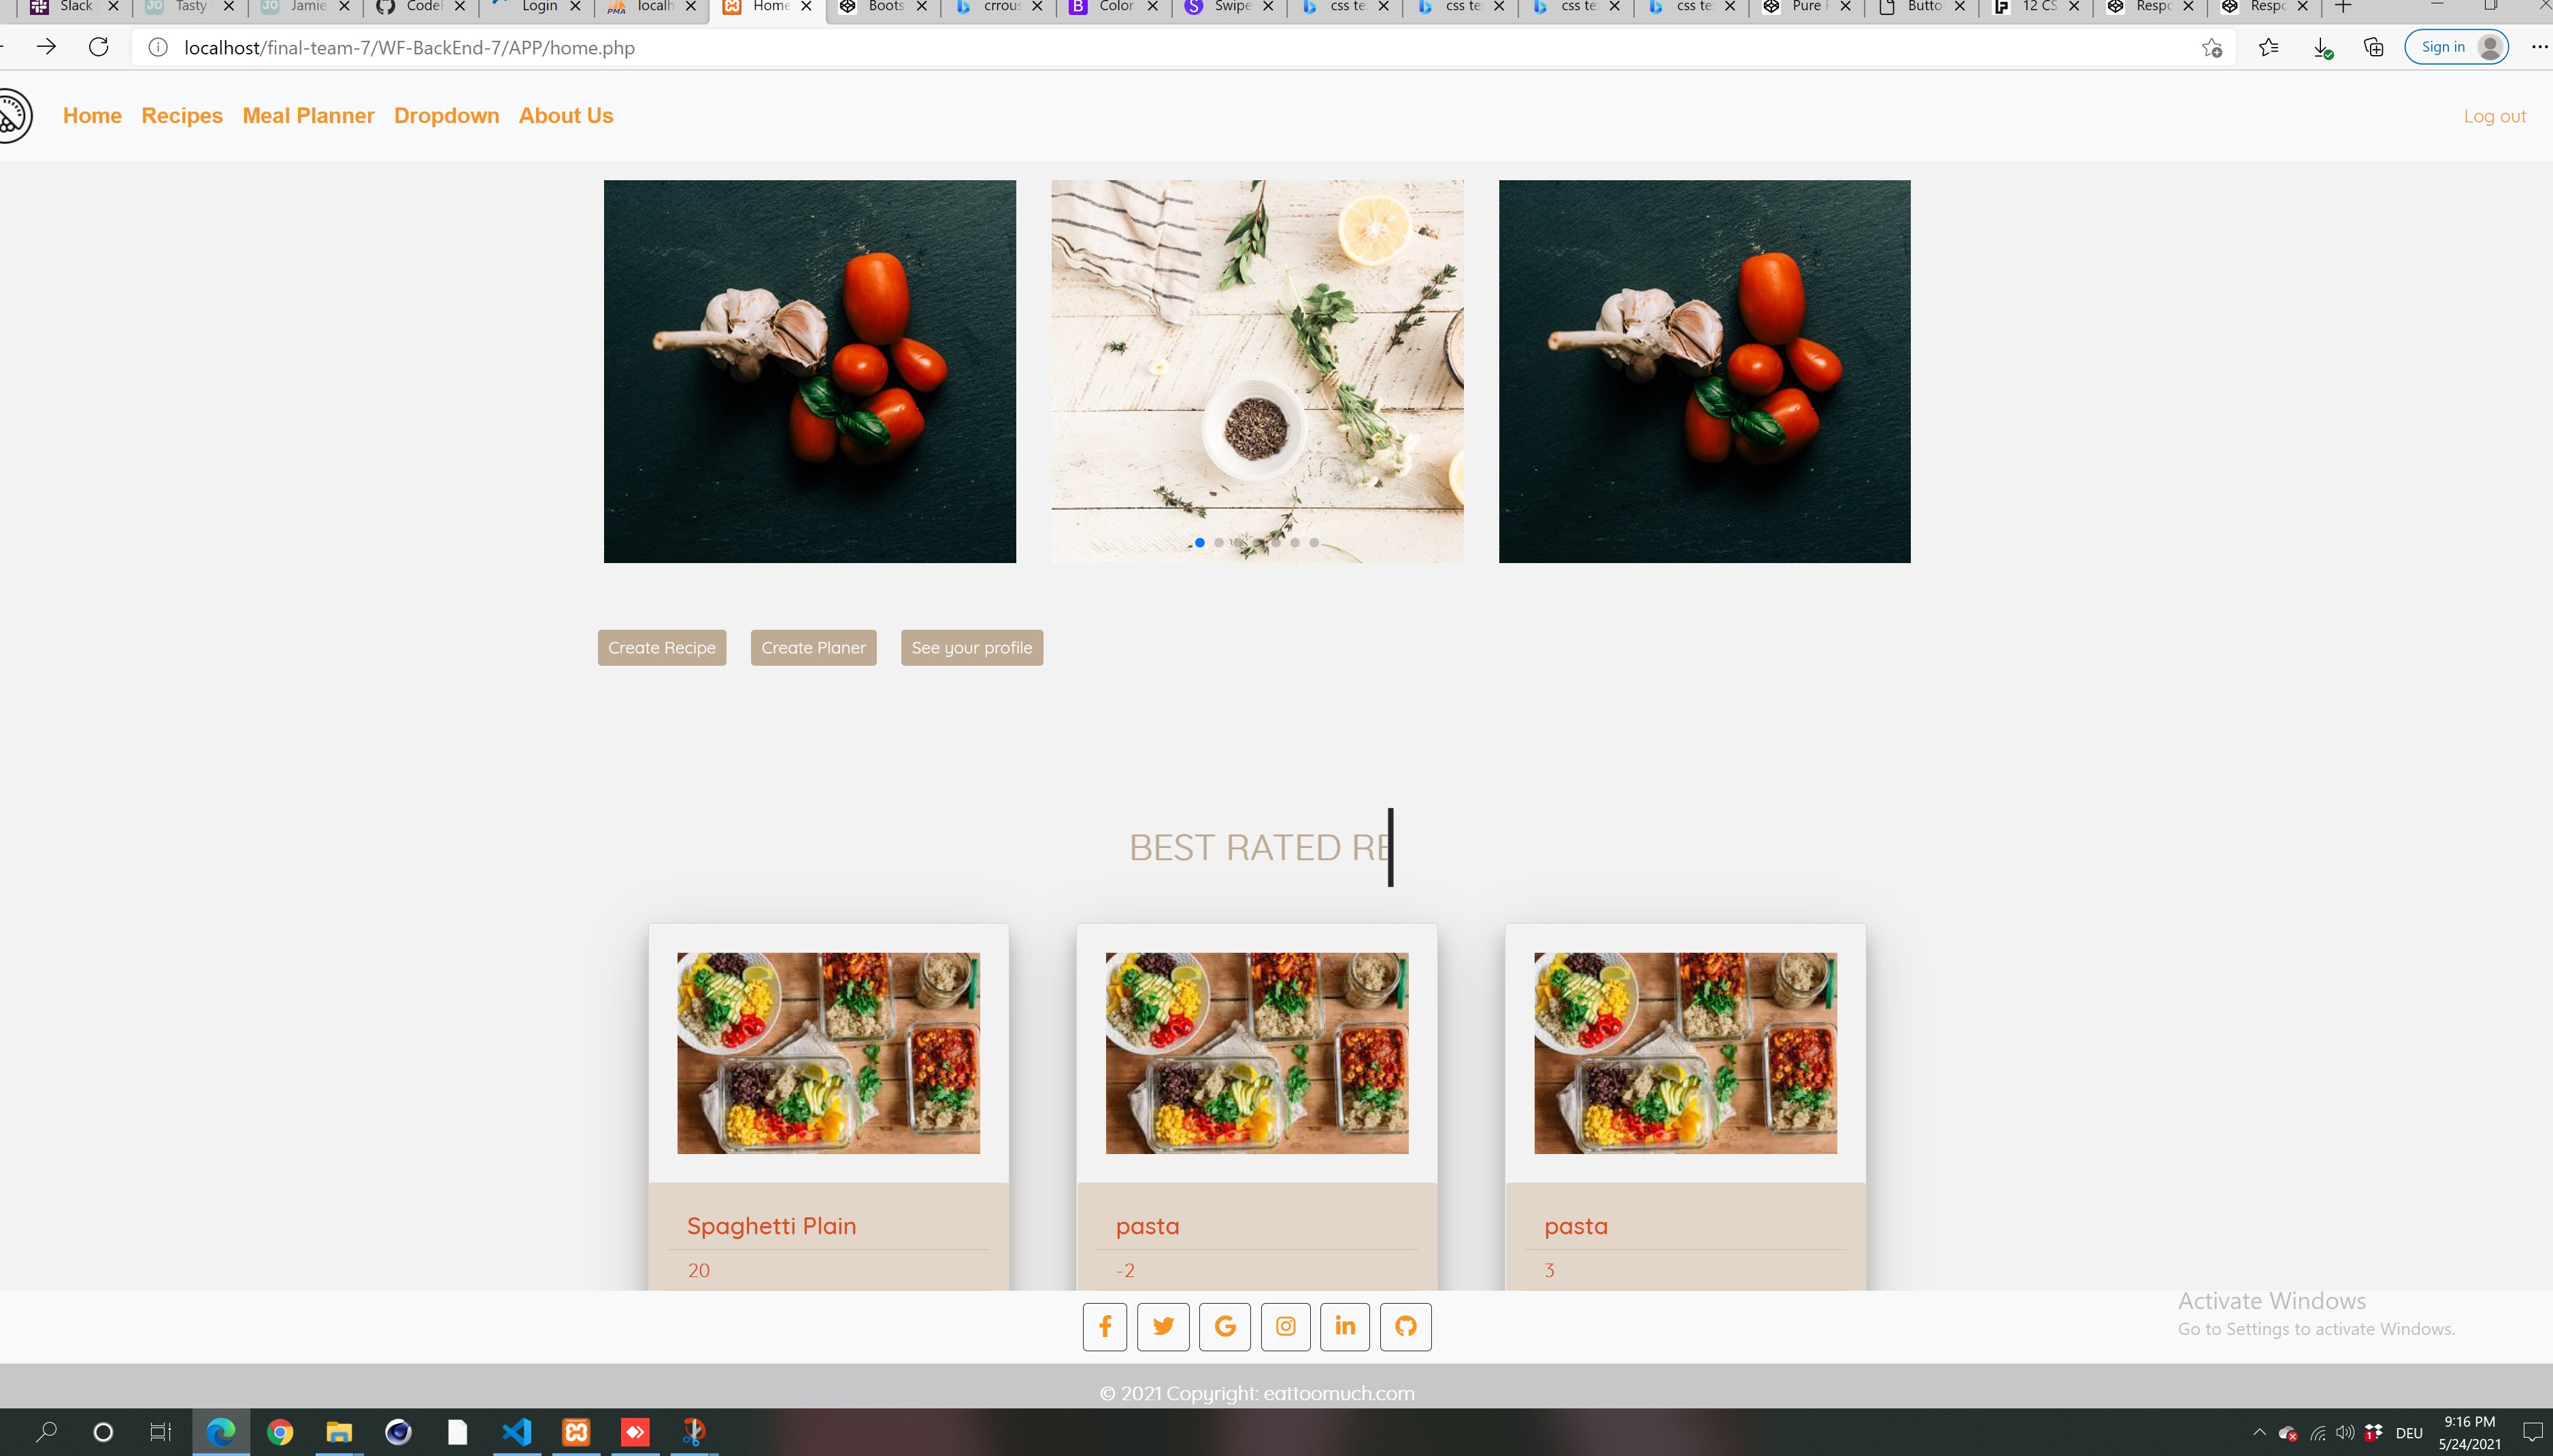 Slack
Tasty
Jamie
Login
localh
Home
Boots
crrous
Color
Swipe
css te
css te
css te
css te
Pure
Butto
12 CS
Respc
Respc
localhost/final-team-7/WF-BackEnd-7/APP/home.php
Sign in
Home Recipes Meal Planner Dropdown About Us
Log out
Create Recipe
Create Planer
See your profile
BEST RATED RE
Spaghetti Plain
20
pasta
-2
pasta
3
Activate Windows
Go to Settings to activate Windows.
© 2021 Copyright: eattoomuch.com
DEU
9:16 PM
5/24/2021